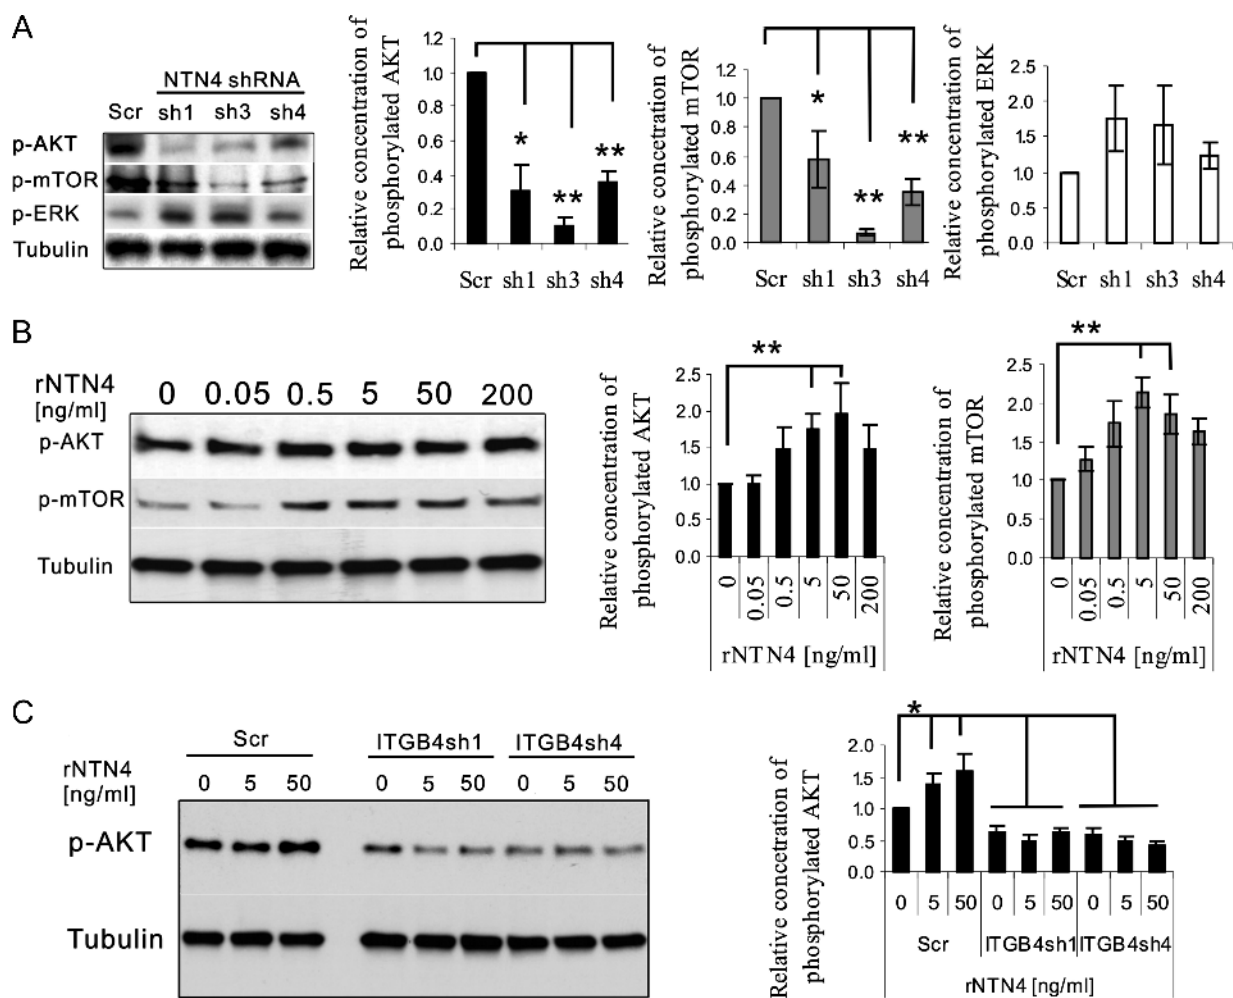 A
NTN4 shRNA
Scr sh1 sh3 sh4
p-AKT
p-mTOR
p-ERK
Tubulin
Relative concentration of
phosphorylated AKT
1.2
1.0
0.8
0.6
0.4
0.2
0.0
* ** **
Scr sh1 sh3 sh4
Relative concetration of
phosphorylated mTOR
1.2
1.0
0.8
0.6
0.4
0.2
0.0
* ** **
Scr sh1 sh3 sh4
Relative concentration of
phosphorylated ERK
2.5
2.0
1.5
1.0
0.5
0.0
Scr sh1 sh3 sh4
B
rNTN4
[ng/ml]
0 0.05 0.5 5 50 200
p-AKT
p-mTOR
Tubulin
Relative concentration of
phosphorylated AKT
**
2.5
2.0
1.5
1.0
0.5
0.0
0 0.05 0.5 5 50 200
rNTN4 [ng/ml]
Relative concentration of
phosphorylated mTOR
**
2.5
2.0
1.5
1.0
0.5
0.0
0 0.05 0.5 5 50 200
rNTN4 [ng/ml]
C
Scr ITGB4sh1 ITGB4sh4
rNTN4
[ng/ml]
0 5 50 0 5 50 0 5 50
p-AKT
Tubulin
Relative concetration of
phosphorylated AKT
*
2.0
1.5
1.0
0.5
0.0
0 5 50 0 5 50 0 5 50
Scr ITGB4sh1 ITGB4sh4
rNTN4 [ng/ml]